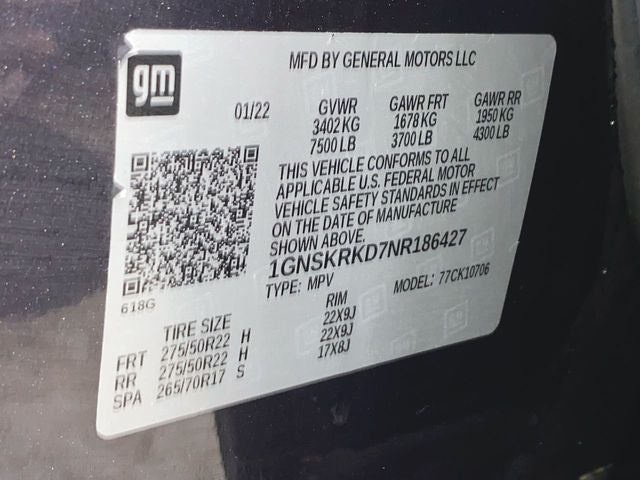 gm
MFD BY GENERAL MOTORS LLC
01/22
GVWR GAWR FRT GAWR RR
3402 KG 1678 KG 1950 KG
7500 LB 3700 LB 4300 LB
THIS VEHICLE CONFORMS TO ALL
APPLICABLE U.S. FEDERAL MOTOR
VEHICLE SAFETY STANDARDS IN EFFECT
ON THE DATE OF MANUFACTURE
SHOWN ABOVE.
1GNSKRKD7NR186427
TYPE: MPV MODEL: 77CK10706
618G
TIRE SIZE RIM
FRT 275/50R22 H 22X9J
RR 275/50R22 H 22X9J
SPA 265/70R17 S 17X8J